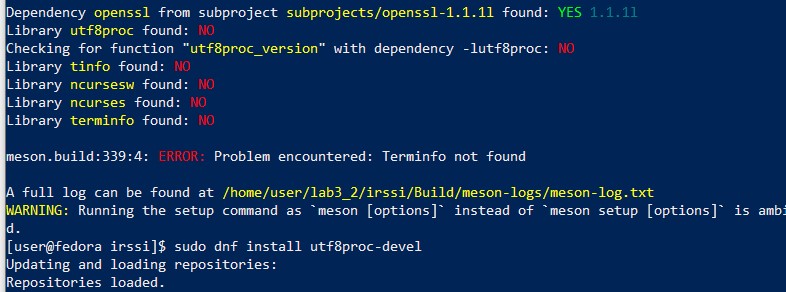 Dependency openssl from subproject subprojects/openssl-1.1.1l found: YES 1.1.1l
Library utf8proc found: NO
Checking for function "utf8proc_version" with dependency -lutf8proc: NO
Library tinfo found: NO
Library ncursesw found: NO
Library ncurses found: NO
Library terminfo found: NO
meson.build:339:4: ERROR: Problem encountered: Terminfo not found
A full log can be found at /home/user/lab3_2/irssi/Build/meson-logs/meson-log.txt
WARNING: Running the setup command as `meson [options]` instead of `meson setup [options]` is ambi
d.
[user@fedora irssi]$ sudo dnf install utf8proc-devel
Updating and loading repositories:
Repositories loaded.